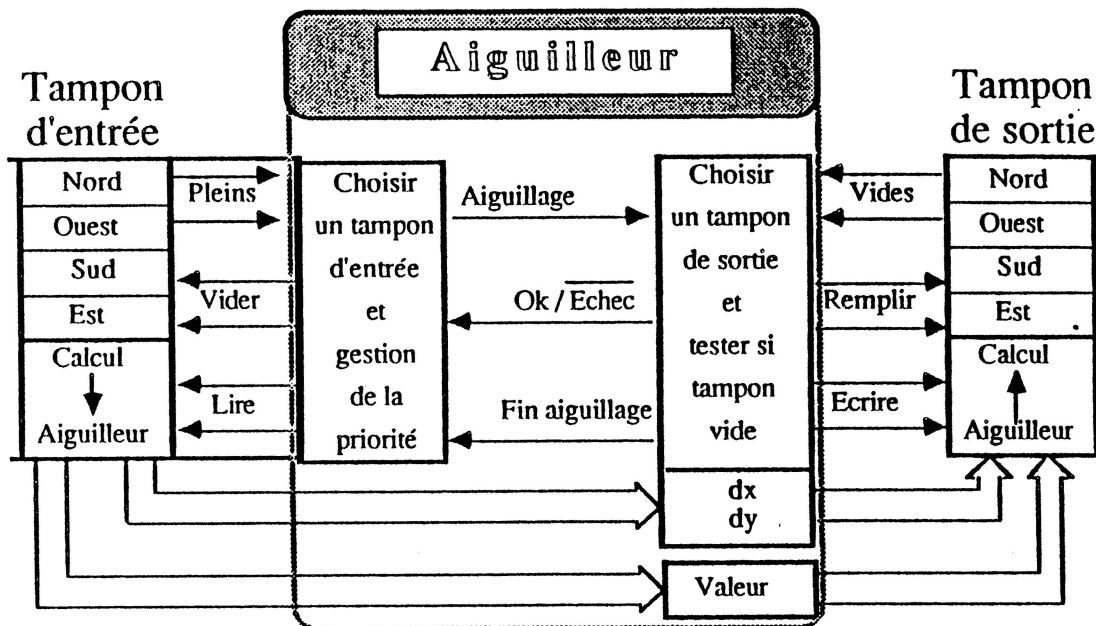 Aiguilleur
Tampon
d'entrée
Nord
Ouest
Sud
Est
Calcul
Aiguilleur
Pleins
Vider
Lire
Choisir
un tampon
d'entrée
et
gestion
de la
priorité
Aiguillage
Ok / Echec
Fin aiguillage
Choisir
un tampon
de sortie
et
tester si
tampon
vide
dx
dy
Valeur
Vides
Remplir
Ecrire
Tampon
de sortie
Nord
Ouest
Sud
Est
Calcul
Aiguilleur